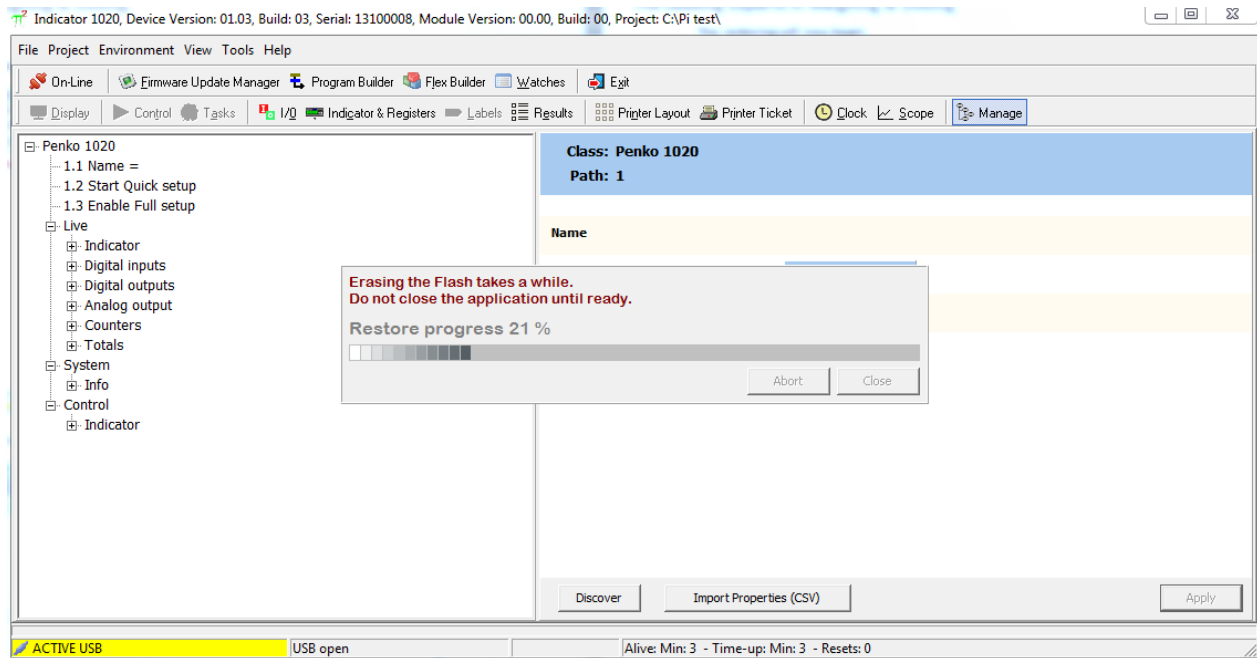 π² Indicator 1020, Device Version: 01.03, Build: 03, Serial: 13100008, Module Version: 00.00, Build: 00, Project: C:\Pi test\
File Project Environment View Tools Help
On-Line Firmware Update Manager Program Builder Flex Builder Watches Exit
Display Control Tasks I/O Indicator & Registers Labels Results Printer Layout Printer Ticket Clock Scope Manage
Penko 1020
1.1 Name =
1.2 Start Quick setup
1.3 Enable Full setup
Live
Indicator
Digital inputs
Digital outputs
Analog output
Counters
Totals
System
Info
Control
Indicator
Class: Penko 1020
Path: 1
Name
Erasing the Flash takes a while.
Do not close the application until ready.
Restore progress 21 %
Abort Close
Discover Import Properties (CSV) Apply
ACTIVE USB USB open Alive: Min: 3 - Time-up: Min: 3 - Resets: 0